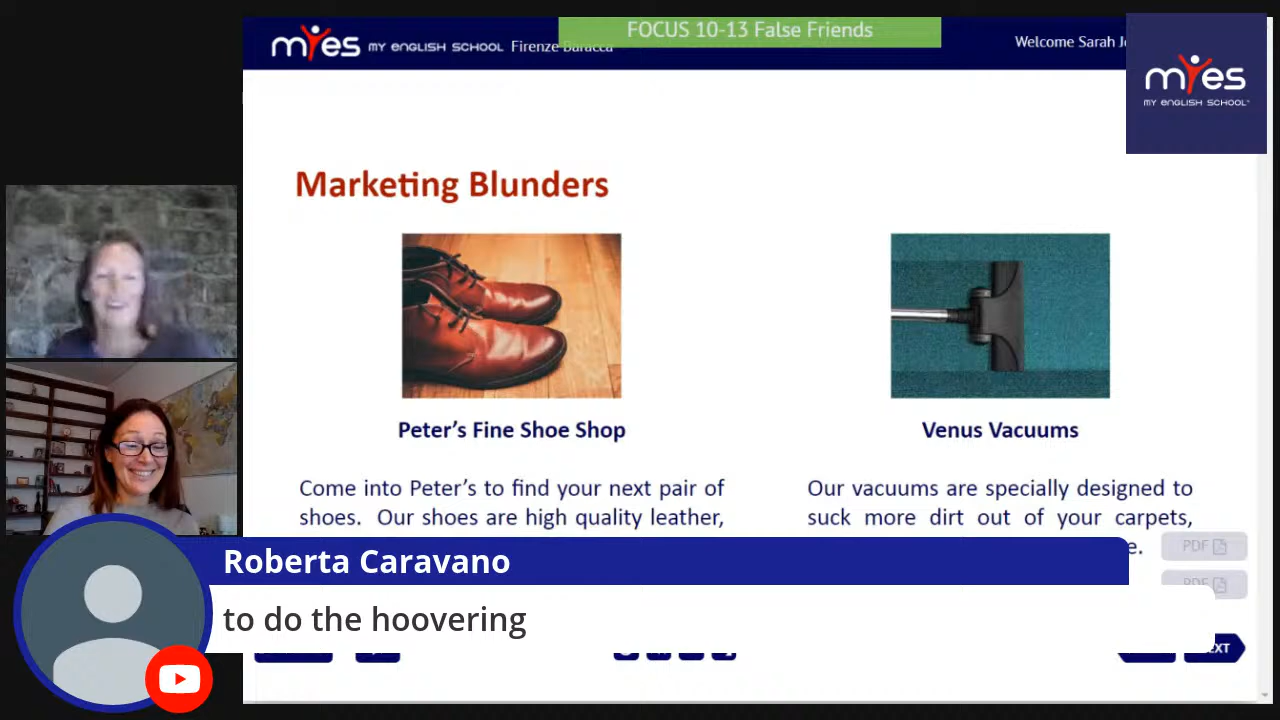 FOCUS 10-13 False Friends
myes MY ENGLISH SCHOOL Firenze Baracca
Welcome Sarah
myes
MY ENGLISH SCHOOL
Marketing Blunders
Peter's Fine Shoe Shop
Come into Peter's to find your next pair of
shoes. Our shoes are high quality leather,
Venus Vacuums
Our vacuums are specially designed to
suck more dirt out of your carpets,
PDF
PDF
Roberta Caravano
to do the hoovering